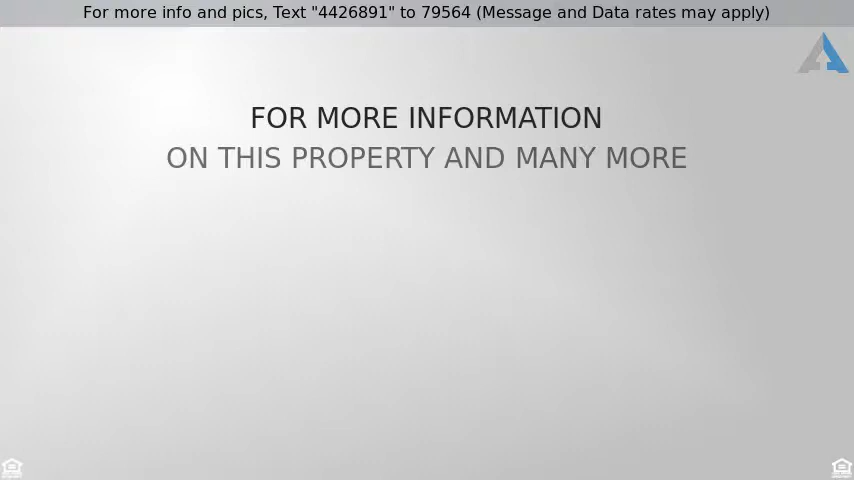 For more info and pics, Text "4426891" to 79564 (Message and Data rates may apply)
FOR MORE INFORMATION
ON THIS PROPERTY AND MANY MORE